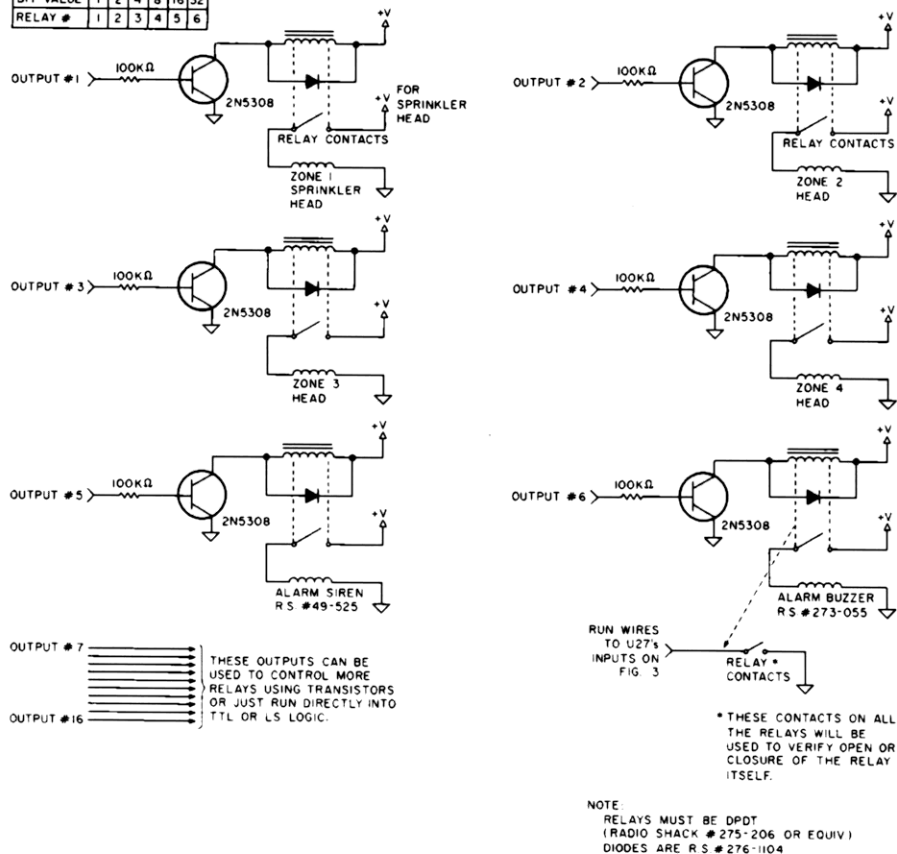 BIT VALUE 1 2 4 8 16 32
RELAY # 1 2 3 4 5 6
+V
OUTPUT #1
100KΩ
2N5308
+V
FOR
SPRINKLER
HEAD
RELAY CONTACTS
ZONE 1
SPRINKLER
HEAD
+V
OUTPUT #2
100KΩ
2N5308
+V
RELAY CONTACTS
ZONE 2
HEAD
+V
OUTPUT #3
100KΩ
2N5308
+V
ZONE 3
HEAD
+V
OUTPUT #4
100KΩ
2N5308
+V
ZONE 4
HEAD
+V
OUTPUT #5
100KΩ
2N5308
+V
ALARM SIREN
R S #49-525
+V
OUTPUT #6
100KΩ
2N5308
+V
ALARM BUZZER
R S #273-055
OUTPUT #7
OUTPUT #16
THESE OUTPUTS CAN BE
USED TO CONTROL MORE
RELAYS USING TRANSISTORS
OR JUST RUN DIRECTLY INTO
TTL OR LS LOGIC.
RUN WIRES
TO U27's
INPUTS ON
FIG. 3
RELAY *
CONTACTS
* THESE CONTACTS ON ALL
THE RELAYS WILL BE
USED TO VERIFY OPEN OR
CLOSURE OF THE RELAY
ITSELF.
NOTE:
RELAYS MUST BE DPDT
(RADIO SHACK #275-206 OR EQUIV)
DIODES ARE R S #276-1104